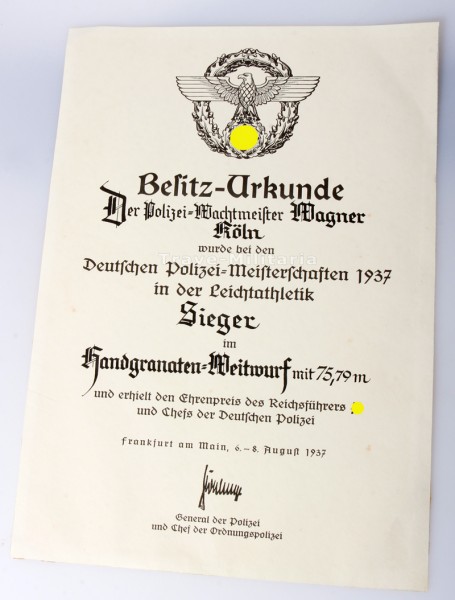 Besitz-Urkunde
Der Polizei-Wachtmeister Wagner
Köln
wurde bei den
Deutschen Polizei-Meisterschaften 1937
in der Leichtathletik
Sieger
im
Handgranaten-Weitwurf mit 75,79 m
und erhielt den Ehrenpreis des Reichsführers
und Chefs der Deutschen Polizei
Frankfurt am Main, 6.–8. August 1937
General der Polizei
und Chef der Ordnungspolizei